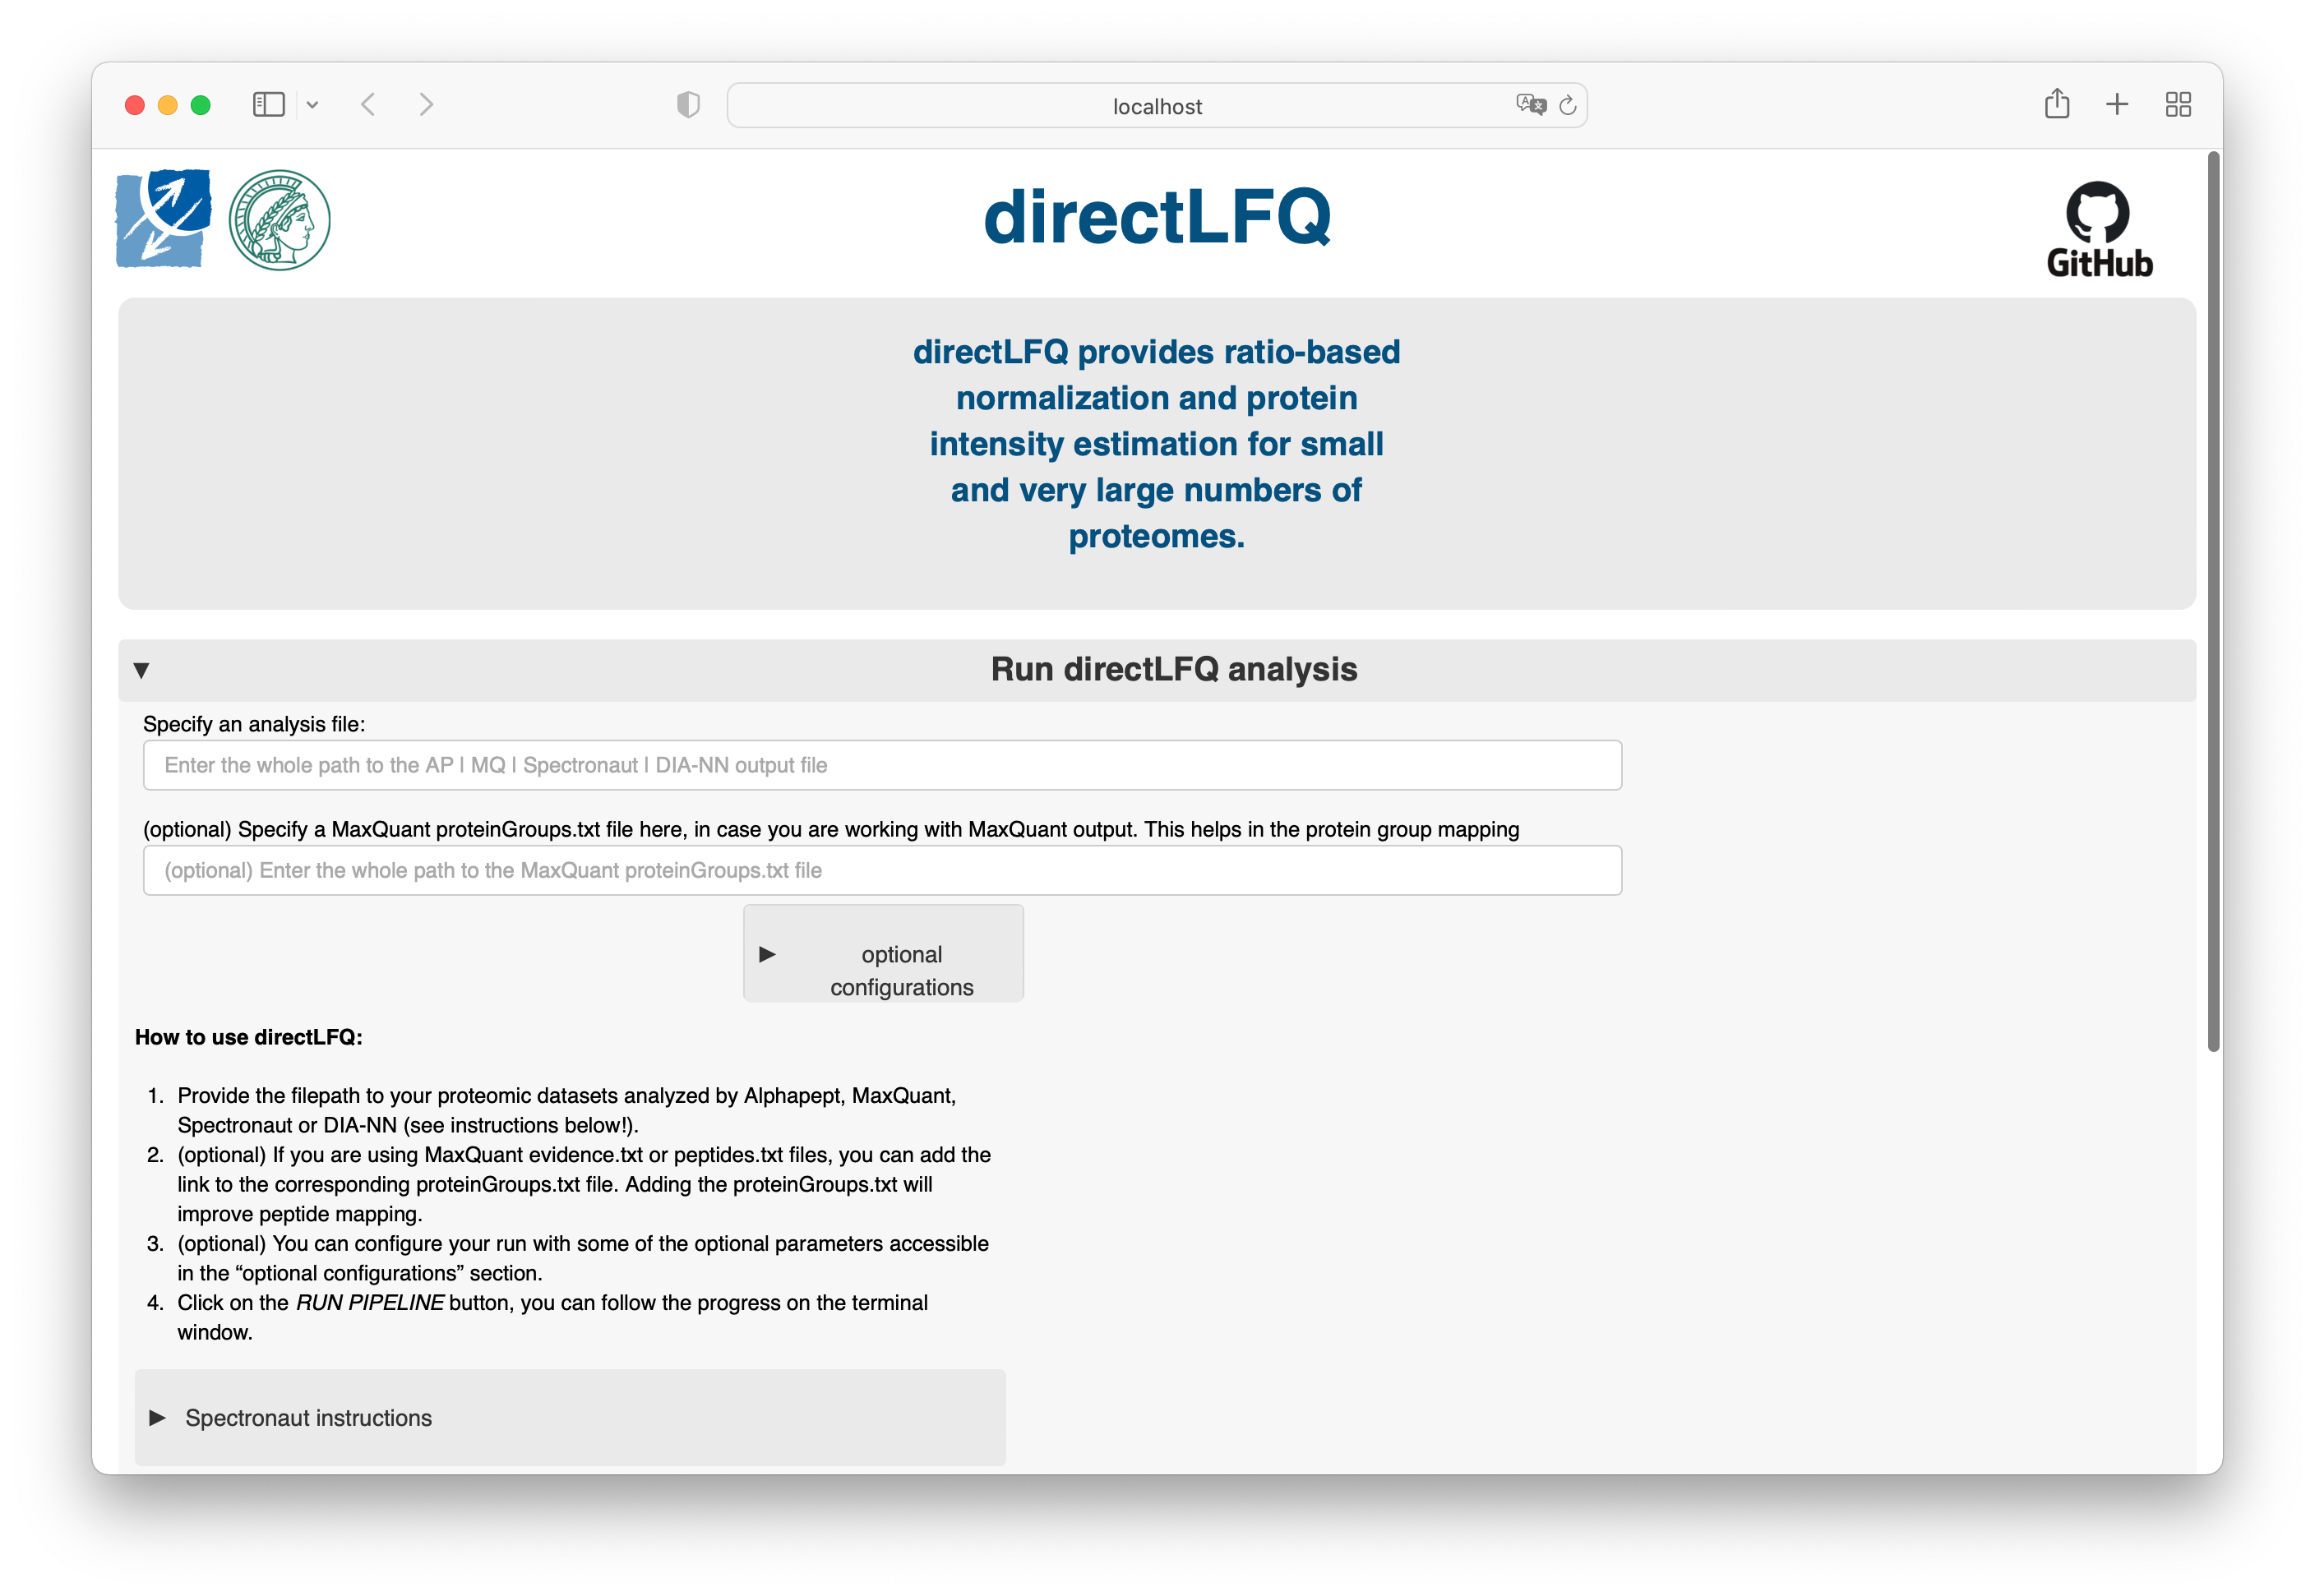 localhost
directLFQ
GitHub
directLFQ provides ratio-based
normalization and protein
intensity estimation for small
and very large numbers of
proteomes.
▼ Run directLFQ analysis
Specify an analysis file:
Enter the whole path to the AP | MQ | Spectronaut | DIA-NN output file
(optional) Specify a MaxQuant proteinGroups.txt file here, in case you are working with MaxQuant output. This helps in the protein group mapping
(optional) Enter the whole path to the MaxQuant proteinGroups.txt file
► optional
configurations
How to use directLFQ:
1. Provide the filepath to your proteomic datasets analyzed by Alphapept, MaxQuant,
Spectronaut or DIA-NN (see instructions below!).
2. (optional) If you are using MaxQuant evidence.txt or peptides.txt files, you can add the
link to the corresponding proteinGroups.txt file. Adding the proteinGroups.txt will
improve peptide mapping.
3. (optional) You can configure your run with some of the optional parameters accessible
in the “optional configurations” section.
4. Click on the RUN PIPELINE button, you can follow the progress on the terminal
window.
► Spectronaut instructions